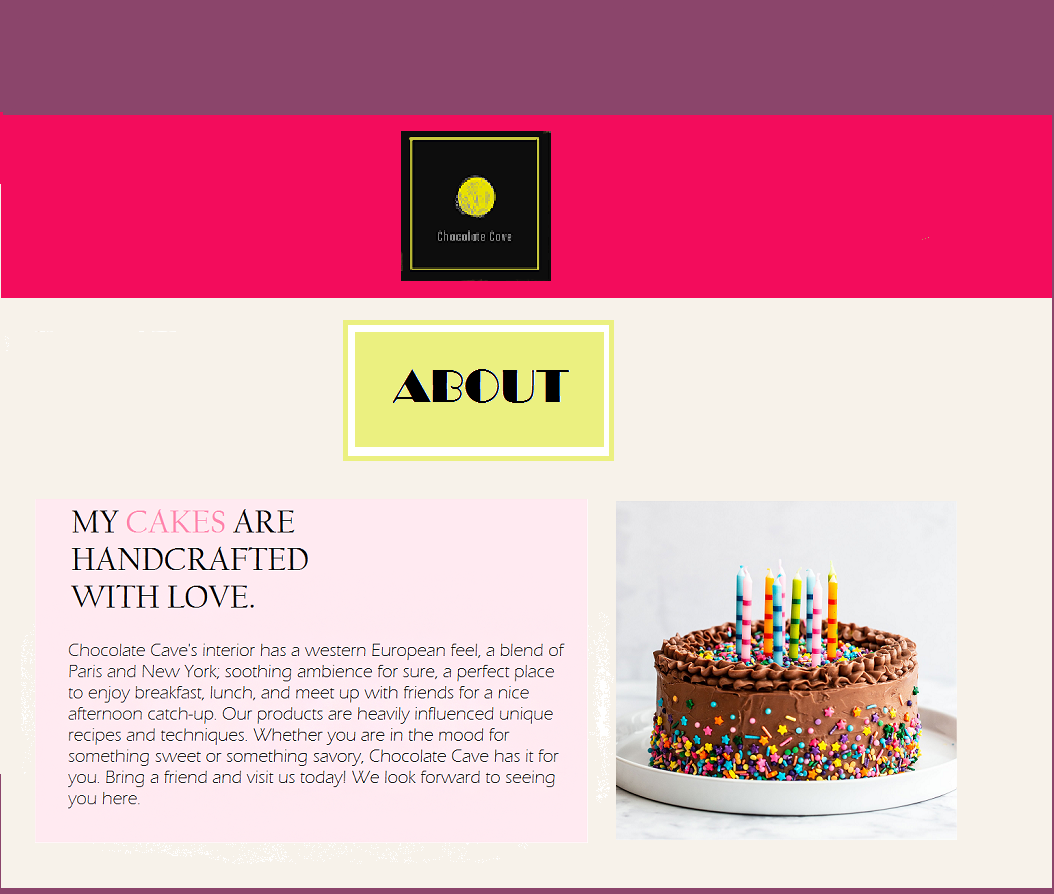 Chocolate Cove
ABOUT
MY CAKES ARE
HANDCRAFTED
WITH LOVE.
Chocolate Cave's interior has a western European feel, a blend of
Paris and New York; soothing ambience for sure, a perfect place
to enjoy breakfast, lunch, and meet up with friends for a nice
afternoon catch-up. Our products are heavily influenced unique
recipes and techniques. Whether you are in the mood for
something sweet or something savory, Chocolate Cave has it for
you. Bring a friend and visit us today! We look forward to seeing
you here.